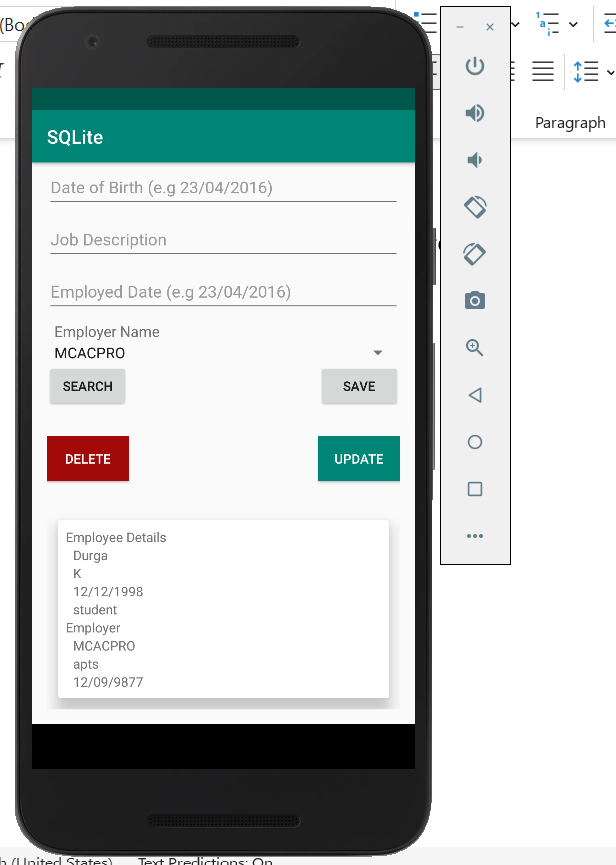 (Bo
Paragraph
SQLite
Date of Birth (e.g 23/04/2016)
Job Description
Employed Date (e.g 23/04/2016)
Employer Name
MCACPRO
SEARCH
SAVE
DELETE
UPDATE
Employee Details
Durga
K
12/12/1998
student
Employer
MCACPRO
apts
12/09/9877
h (United States)
Text Predictions: On